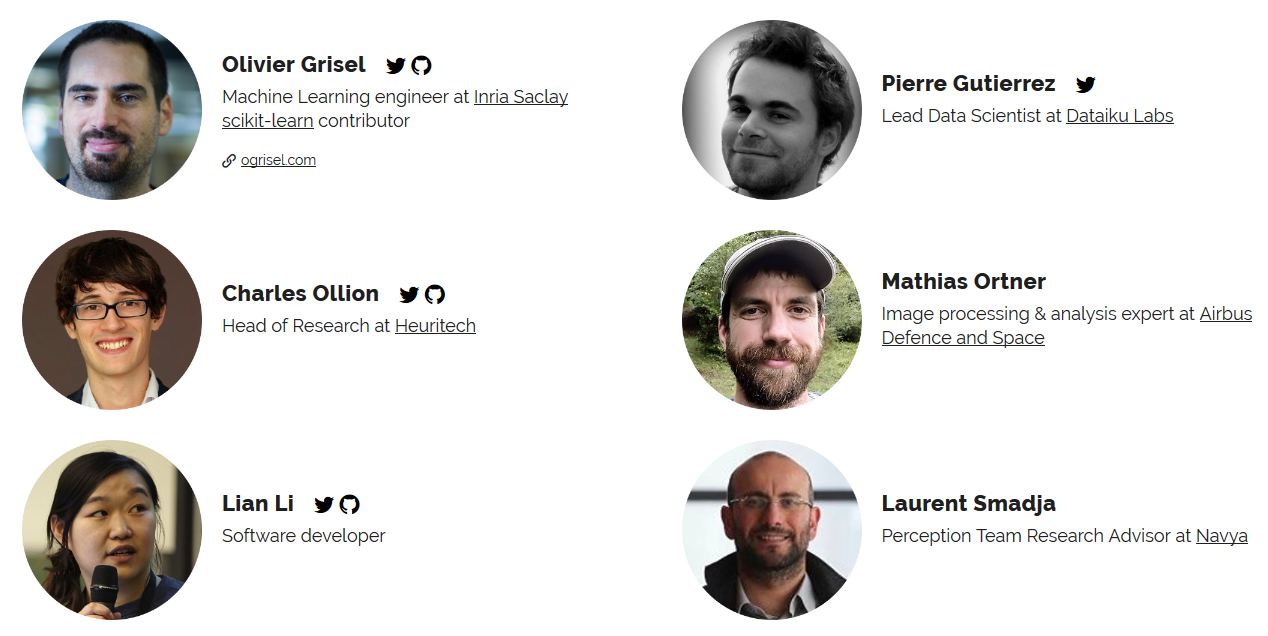 Olivier Grisel
Machine Learning engineer at Inria Saclay
scikit-learn contributor
ogrisel.com
Pierre Gutierrez
Lead Data Scientist at Dataiku Labs
Charles Ollion
Head of Research at Heuritech
Mathias Ortner
Image processing & analysis expert at Airbus
Defence and Space
Lian Li
Software developer
Laurent Smadja
Perception Team Research Advisor at Navya